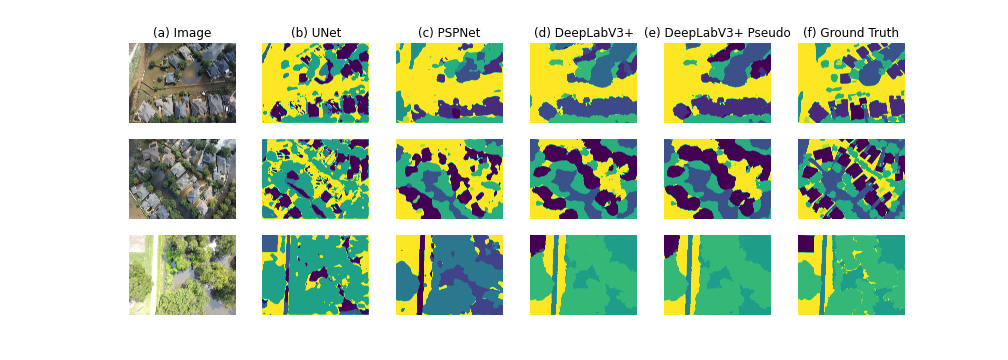 (a) Image
(b) UNet
(c) PSPNet
(d) DeepLabV3+
(e) DeepLabV3+ Pseudo
(f) Ground Truth